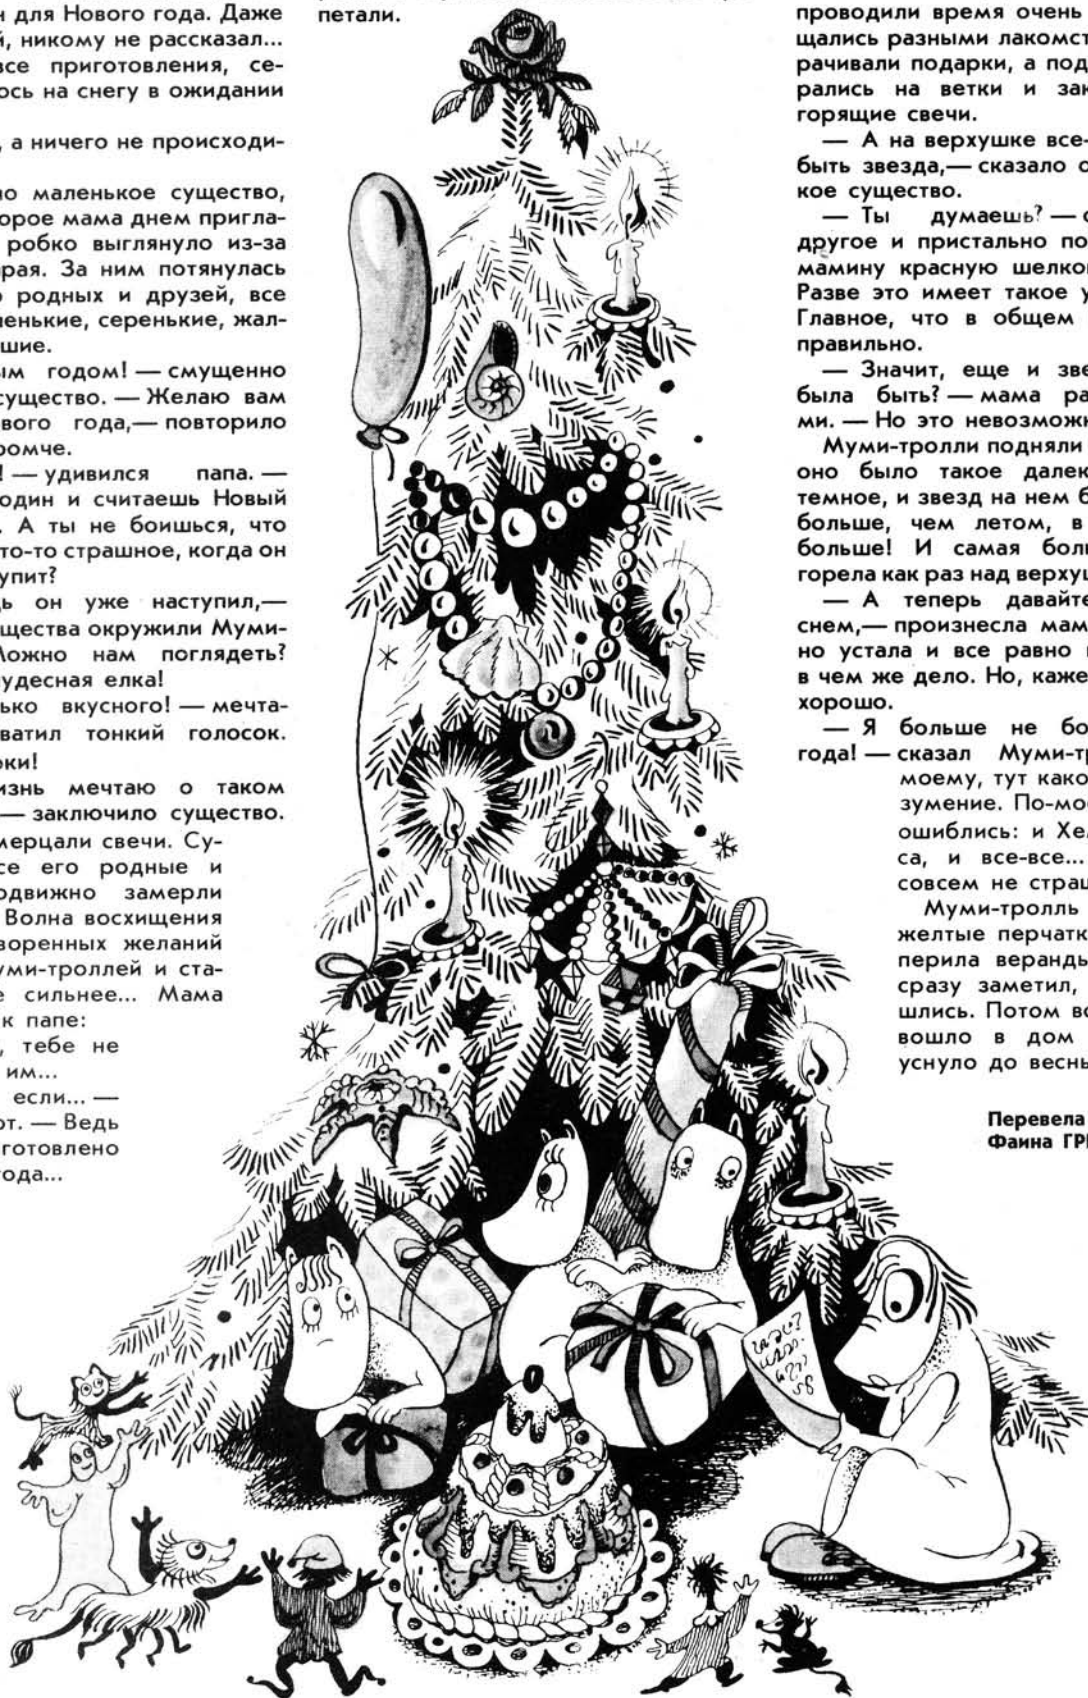 н для Нового года. Даже
й, никому не рассказал...
все приготовления, се-
ось на снегу в ожидании
, а ничего не происходи-
но маленькое существо,
торое мама днем пригла-
робко выглянуло из-за
рая. За ним потянулась
о родных и друзей, все
ленькие, серенькие, жал-
шие.
ым годом! — смущенно
существо. — Желаю вам
вого года,— повторило
ромче.
! — удивился папа. —
один и считаешь Новый
. А ты не боишься, что
то-то страшное, когда он
упит?
дь он уже наступил,—
щества окружили Муми-
Можно нам поглядеть?
чудесная елка!
лько вкусного! — мечта-
ватил тонкий голосок.
рки!
изнь мечтаю о таком
— заключило существо.
мерцали свечи. Су-
се его родные и
одвижно замерли
Волна восхищения
воренных желаний
уми-троллей и ста-
е сильнее... Мама
к папе:
, тебе не
им...
если... —
от. — Ведь
готовлено
года...
петали.
проводили время очень
щались разными лакомст
рачивали подарки, а под
рались на ветки и зак
горящие свечи.
— А на верхушке все-
быть звезда,— сказало о
кое существо.
— Ты думаешь? — с
другое и пристально по
мамину красную шелко
Разве это имеет такое у
Главное, что в общем
правильно.
— Значит, еще и зве
была быть? — мама ра
ми. — Но это невозможн
Муми-тролли подняли
оно было такое далек
темное, и звезд на нем б
больше, чем летом, в
больше! И самая боль
горела как раз над верху
— А теперь давайте
снем,— произнесла мам
но устала и все равно
в чем же дело. Но, каже
хорошо.
— Я больше не бо
года! — сказал Муми-тр
моему, тут како
зумение. По-мо
ошиблись: и Хе
са, и все-все...
совсем не страш
Муми-тролль
желтые перчатк
перила веранды
сразу заметил,
шлись. Потом во
вошло в дом
уснуло до весны
Перевела
Фаина ГР